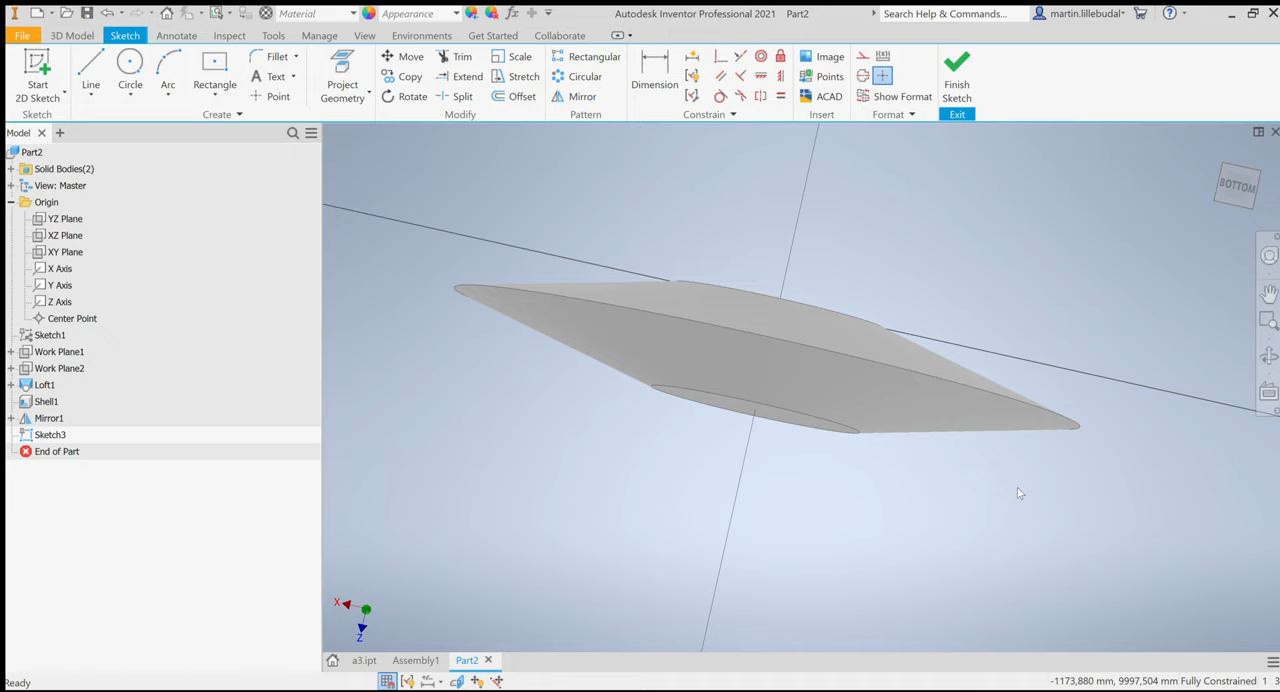 Material
Appearance
Autodesk Inventor Professional 2021 Part2
Search Help & Commands...
martin.lillebudal
File
3D Model
Sketch
Annotate
Inspect
Tools
Manage
View
Environments
Get Started
Collaborate
Start
2D Sketch
Line
Circle
Arc
Rectangle
Fillet
Text
Point
Project
Geometry
Move
Copy
Rotate
Trim
Extend
Split
Scale
Stretch
Offset
Rectangular
Circular
Mirror
Dimension
Image
Points
ACAD
Show Format
Finish
Sketch
Sketch
Create
Modify
Pattern
Constrain
Insert
Format
Exit
Model
Part2
Solid Bodies(2)
View: Master
Origin
YZ Plane
XZ Plane
XY Plane
X Axis
Y Axis
Z Axis
Center Point
Sketch1
Work Plane1
Work Plane2
Loft1
Shell1
Mirror1
Sketch3
End of Part
BOTTOM
X
Z
a3.ipt
Assembly1
Part2
Ready
-1173,880 mm, 9997,504 mm Fully Constrained 1 3